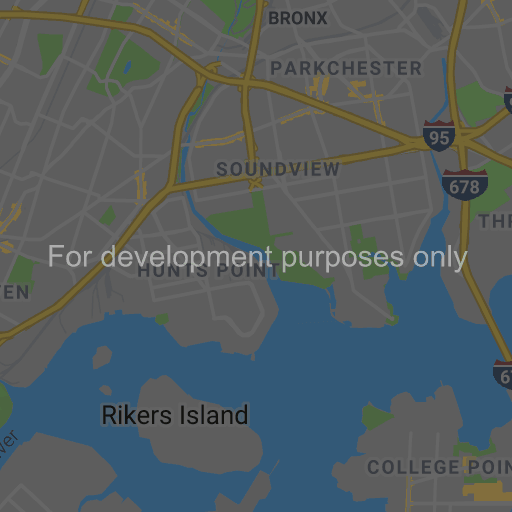 BRONX
PARKCHESTER
95
SOUNDVIEW
678
THR
For development purposes only
HUNTS POINT
EN
67
Rikers Island
ver
COLLEGE POIN